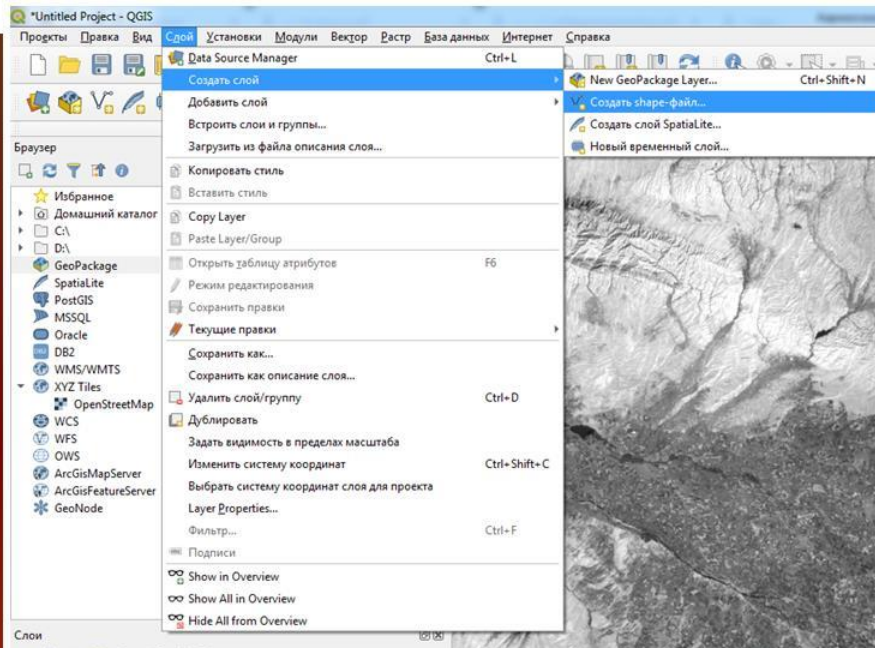 *Untitled Project - QGIS
Проекты Правка Вид Слой Установки Модули Вектор Растр База данных Интернет Справка
Data Source Manager Ctrl+L
Создать слой
Добавить слой
Встроить слои и группы...
Загрузить из файла описания слоя...
Копировать стиль
Вставить стиль
Copy Layer
Paste Layer/Group
Открыть таблицу атрибутов F6
Режим редактирования
Сохранить правки
Текущие правки
Сохранить как...
Сохранить как описание слоя...
Удалить слой/группу Ctrl+D
Дублировать
Задать видимость в пределах масштаба
Изменить систему координат Ctrl+Shift+C
Выбрать систему координат слоя для проекта
Layer Properties...
Фильтр... Ctrl+F
Подписи
Show in Overview
Show All in Overview
Hide All from Overview
New GeoPackage Layer... Ctrl+Shift+N
Создать shape-файл...
Создать слой SpatiaLite...
Новый временный слой...
Браузер
Избранное
Домашний каталог
C:\
D:\
GeoPackage
SpatiaLite
PostGIS
MSSQL
Oracle
DB2
WMS/WMTS
XYZ Tiles
OpenStreetMap
WCS
WFS
OWS
ArcGisMapServer
ArcGisFeatureServer
GeoNode
Слои